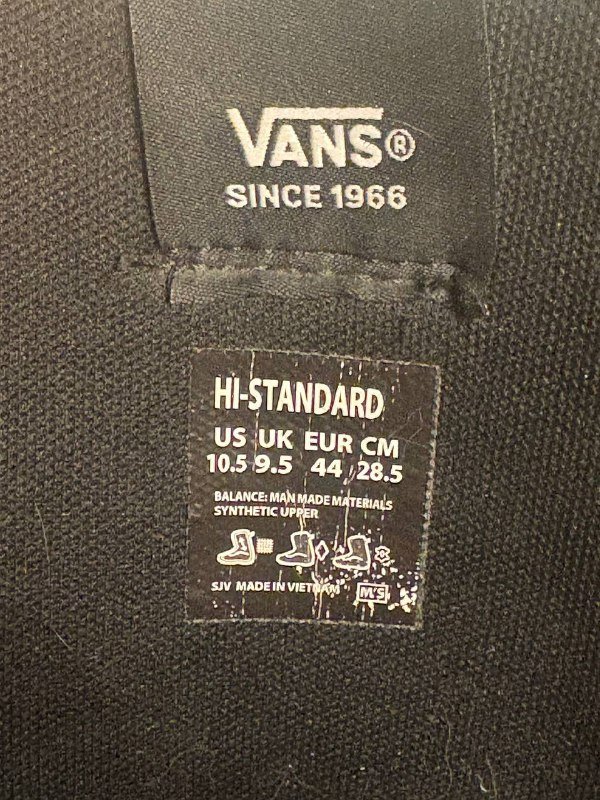 VANS®
SINCE 1966
HI-STANDARD
US UK EUR CM
10.5 9.5 44 28.5
BALANCE: MAN MADE MATERIALS
SYNTHETIC UPPER
SJV MADE IN VIETNAM M'S